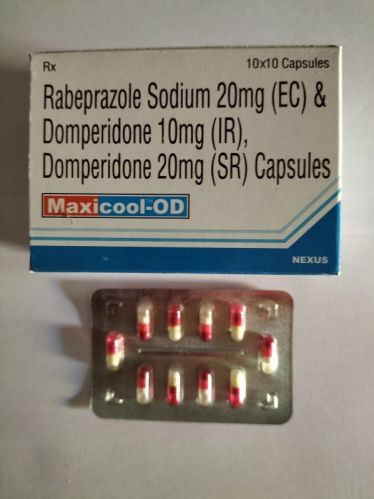 Rx 10x10 Capsules
Rabeprazole Sodium 20mg (EC) &
Domperidone 10mg (IR),
Domperidone 20mg (SR) Capsules
Maxicool-OD
NEXUS